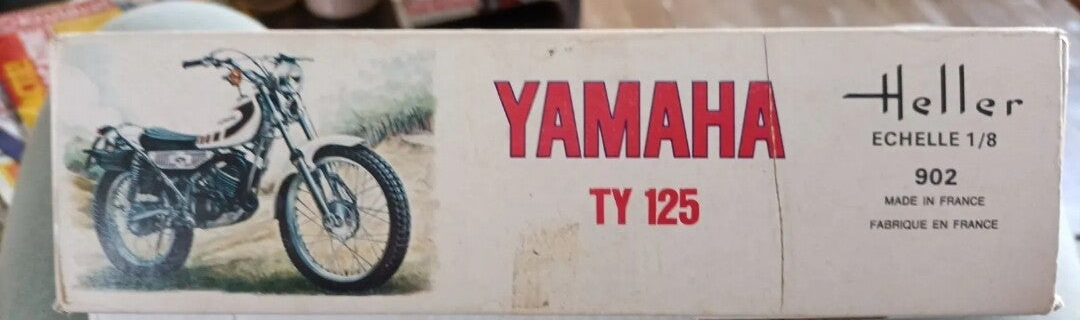 YAMAHA
TY 125
Heller
ECHELLE 1/8
902
MADE IN FRANCE
FABRIQUE EN FRANCE